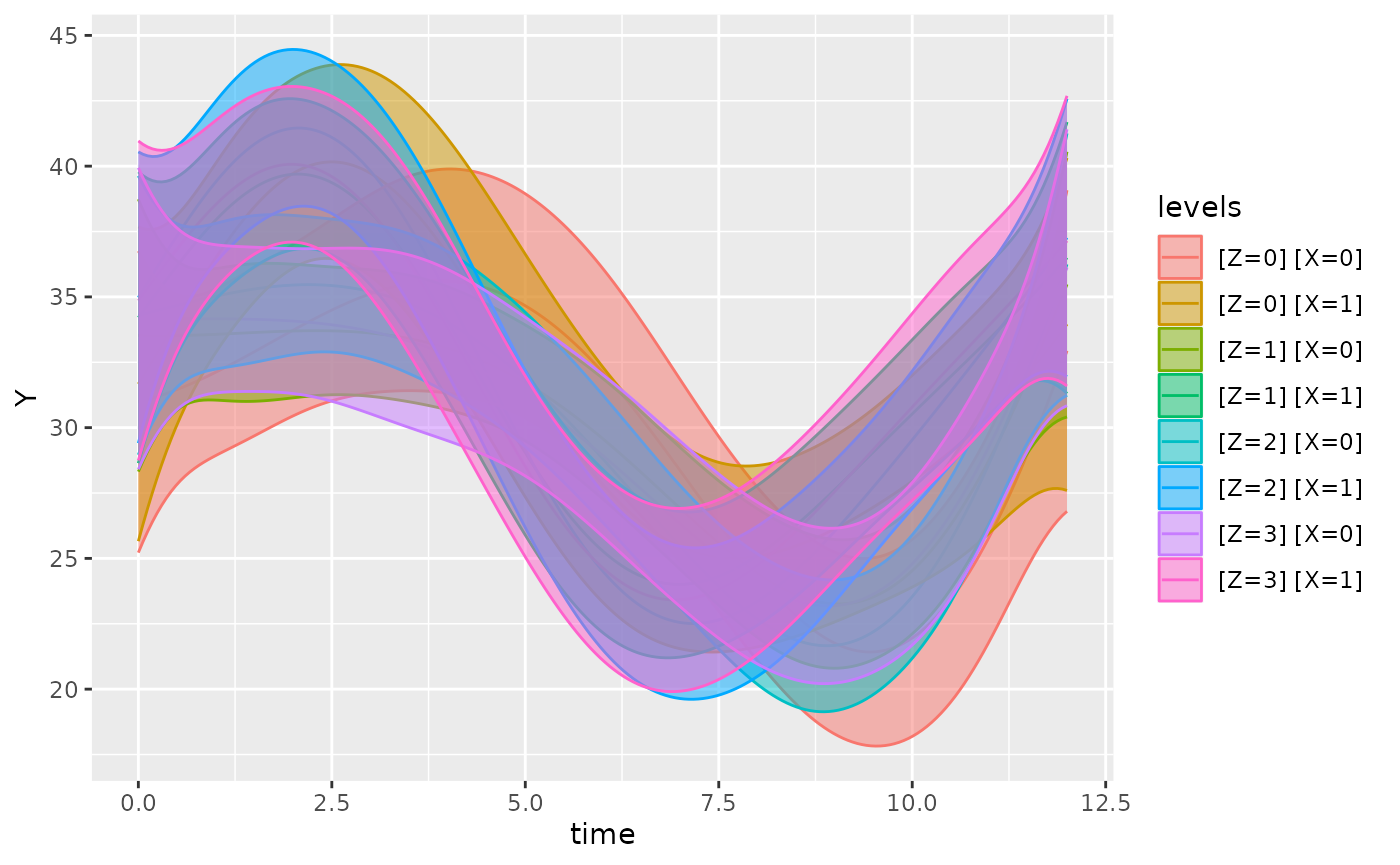 45
40
35
30
25
20
Y
0.0 2.5 5.0 7.5 10.0 12.5
time
levels
[Z=0] [X=0]
[Z=0] [X=1]
[Z=1] [X=0]
[Z=1] [X=1]
[Z=2] [X=0]
[Z=2] [X=1]
[Z=3] [X=0]
[Z=3] [X=1]